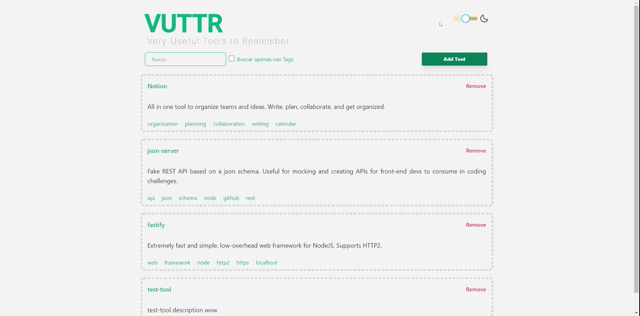 VUTTR
Very Useful Tools to Remember
Buscar...
Buscar apenas nas Tags
Add Tool
Notion
Remove
All in one tool to organize teams and ideas. Write, plan, collaborate, and get organized.
organization planning collaboration writing calendar
json-server
Remove
Fake REST API based on a json schema. Useful for mocking and creating APIs for front-end devs to consume in coding
challenges.
api json schema node github rest
fastify
Remove
Extremely fast and simple, low-overhead web framework for NodeJS. Supports HTTP2.
web framework node http2 https localhost
test-tool
Remove
test-tool description wow